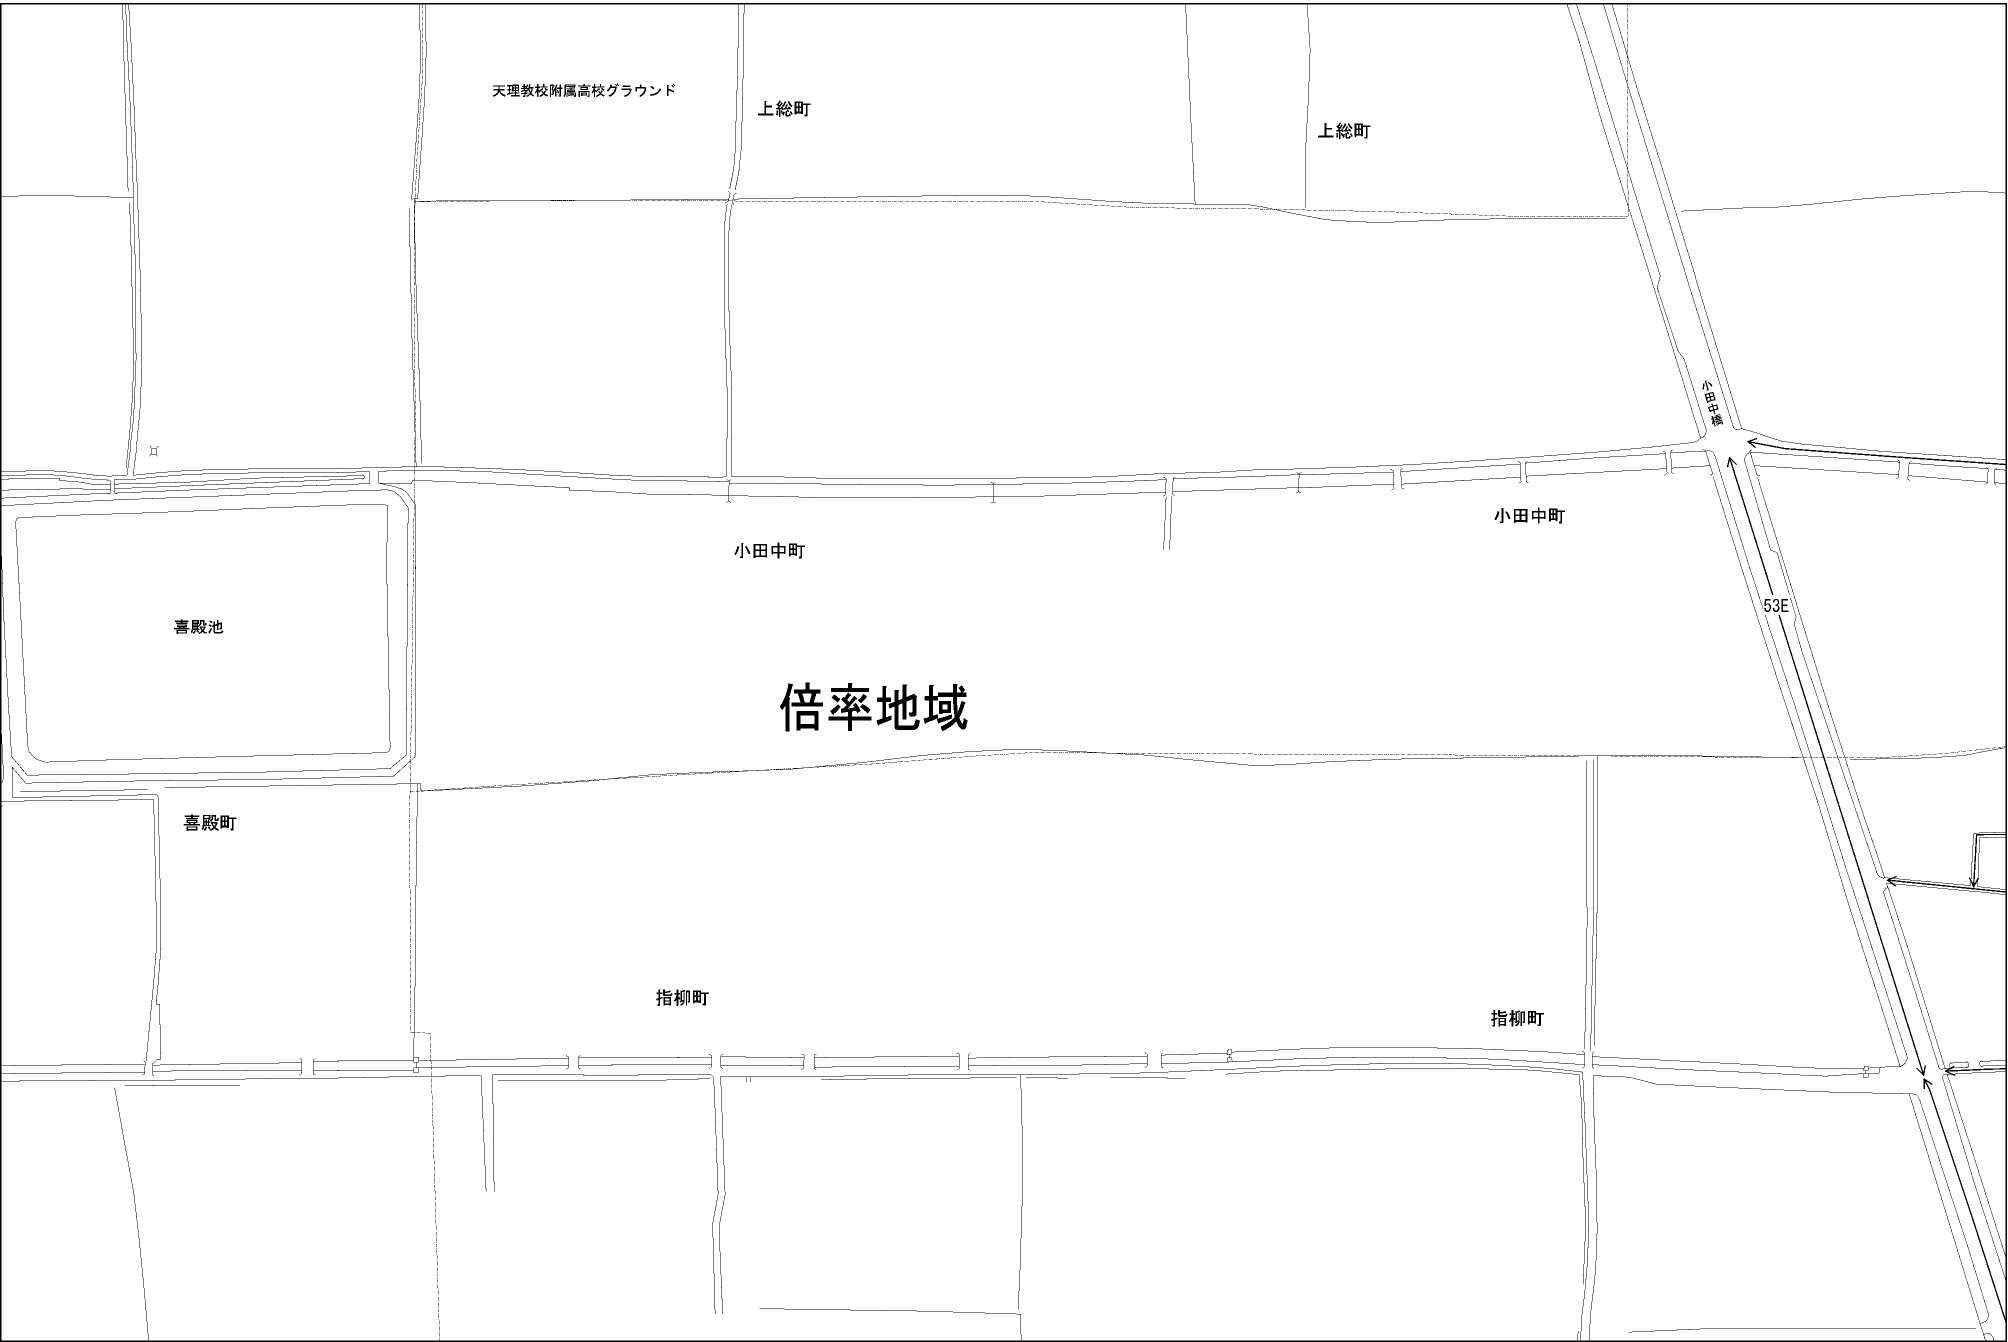 天理教校附属高校グラウンド
上総町
上総町
小田中橋
小田中町
小田中町
53E
喜殿池
倍率地域
喜殿町
指柳町
指柳町